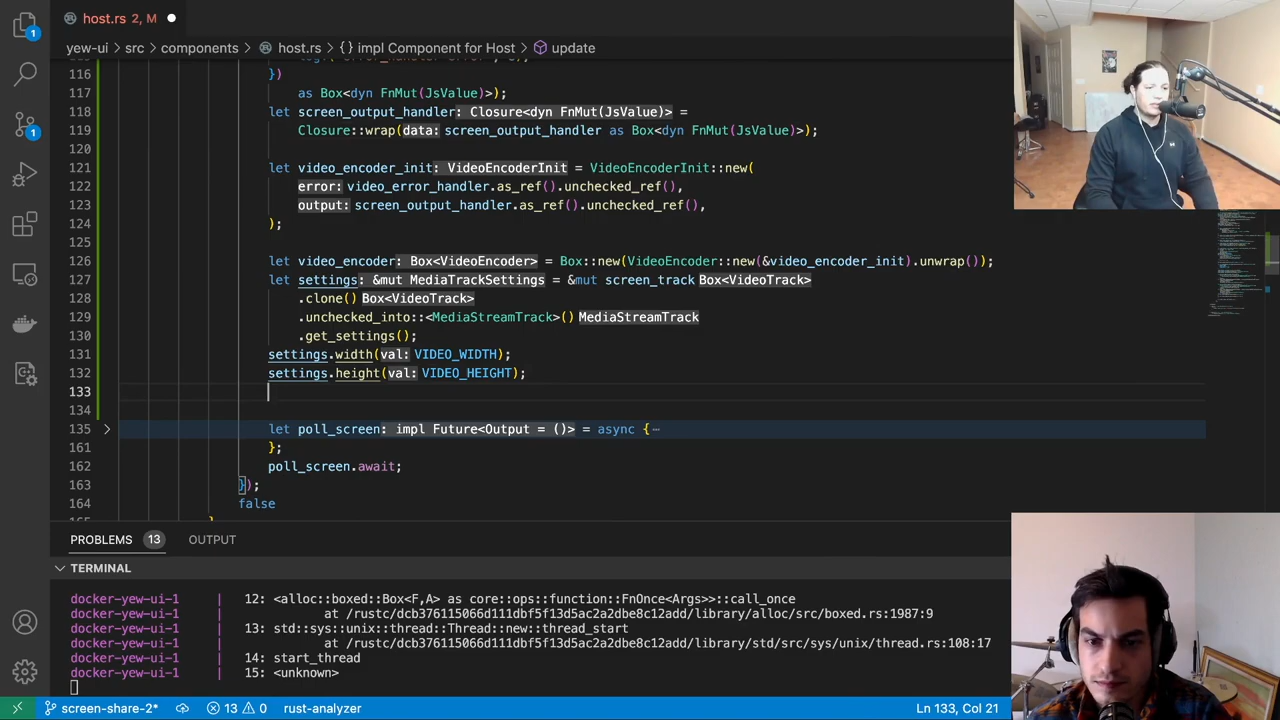 host.rs 2, M
yew-ui > src > components > host.rs > {} impl Component for Host > update
116 })
117 as Box<dyn FnMut(JsValue)>);
118 let screen_output_handler: Closure<dyn FnMut(JsValue)> =
119 Closure::wrap(data: screen_output_handler as Box<dyn FnMut(JsValue)>);
120
121 let video_encoder_init: VideoEncoderInit = VideoEncoderInit::new(
122 error: video_error_handler.as_ref().unchecked_ref(),
123 output: screen_output_handler.as_ref().unchecked_ref(),
124 );
125
126 let video_encoder: Box<VideoEncoder> = Box::new(VideoEncoder::new(&video_encoder_init).unwrap());
127 let settings: &mut MediaTrackSettings = &mut screen_track Box<VideoTrack>
128 .clone() Box<VideoTrack>
129 .unchecked_into::<MediaStreamTrack>() MediaStreamTrack
130 .get_settings();
131 settings.width(val: VIDEO_WIDTH);
132 settings.height(val: VIDEO_HEIGHT);
133
134
135 let poll_screen: impl Future<Output = ()> = async { ⋯
161 };
162 poll_screen.await;
163 });
164 false
PROBLEMS 13 OUTPUT
TERMINAL
docker-yew-ui-1 | 12: <alloc::boxed::Box<F,A> as core::ops::function::FnOnce<Args>>::call_once
docker-yew-ui-1 | at /rustc/dcb376115066d111dbf5f13d5ac2a2dbe8c12add/library/alloc/src/boxed.rs:1987:9
docker-yew-ui-1 | 13: std::sys::unix::thread::Thread::new::thread_start
docker-yew-ui-1 | at /rustc/dcb376115066d111dbf5f13d5ac2a2dbe8c12add/library/std/src/sys/unix/thread.rs:108:17
docker-yew-ui-1 | 14: start_thread
docker-yew-ui-1 | 15: <unknown>
screen-share-2* 13 0 rust-analyzer Ln 133, Col 21